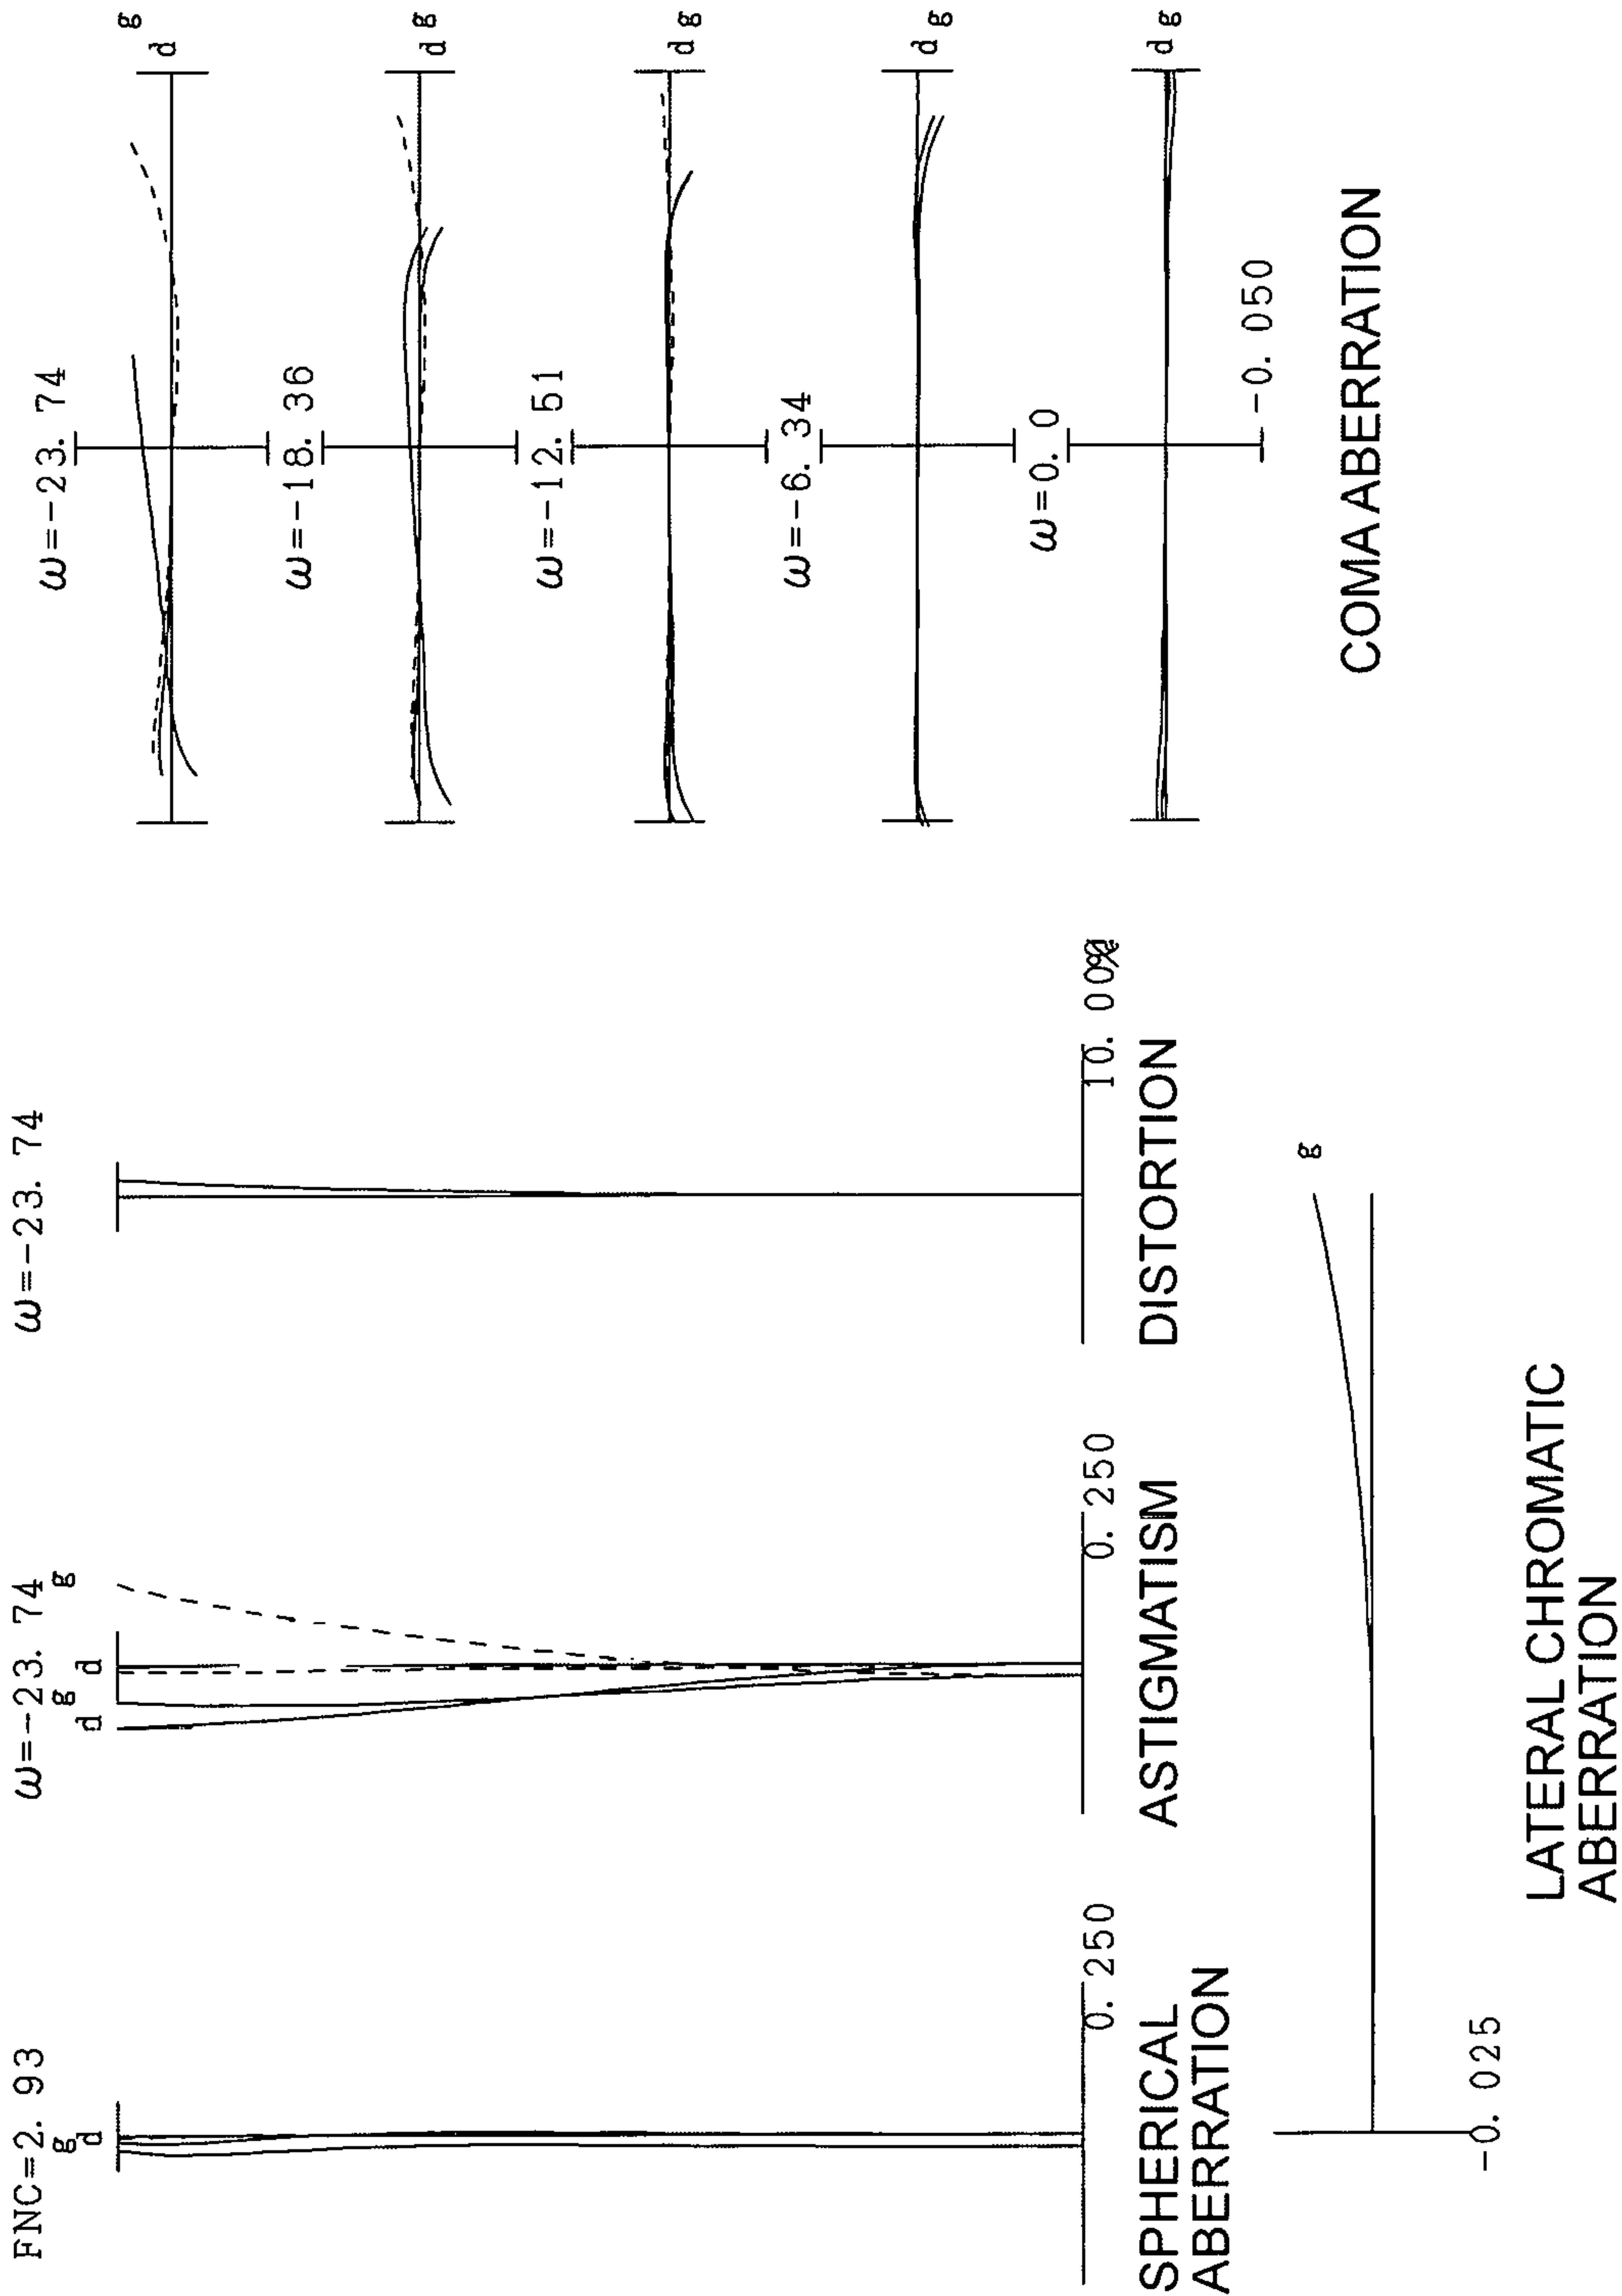 FNO=2. 93
g
d
0. 250
SPHERICAL
ABERRATION
ω=-23. 74
d
g
d
g
0. 250
ASTIGMATISM
ω=-23. 74
10. 00%
DISTORTION
ω=-23. 74
g
d
ω=-18. 36
d g
ω=-12. 51
d g
ω=-6. 34
d g
ω=0. 0
d g
-0. 050
COMA ABERRATION
g
-0. 025
LATERAL CHROMATIC
ABERRATION